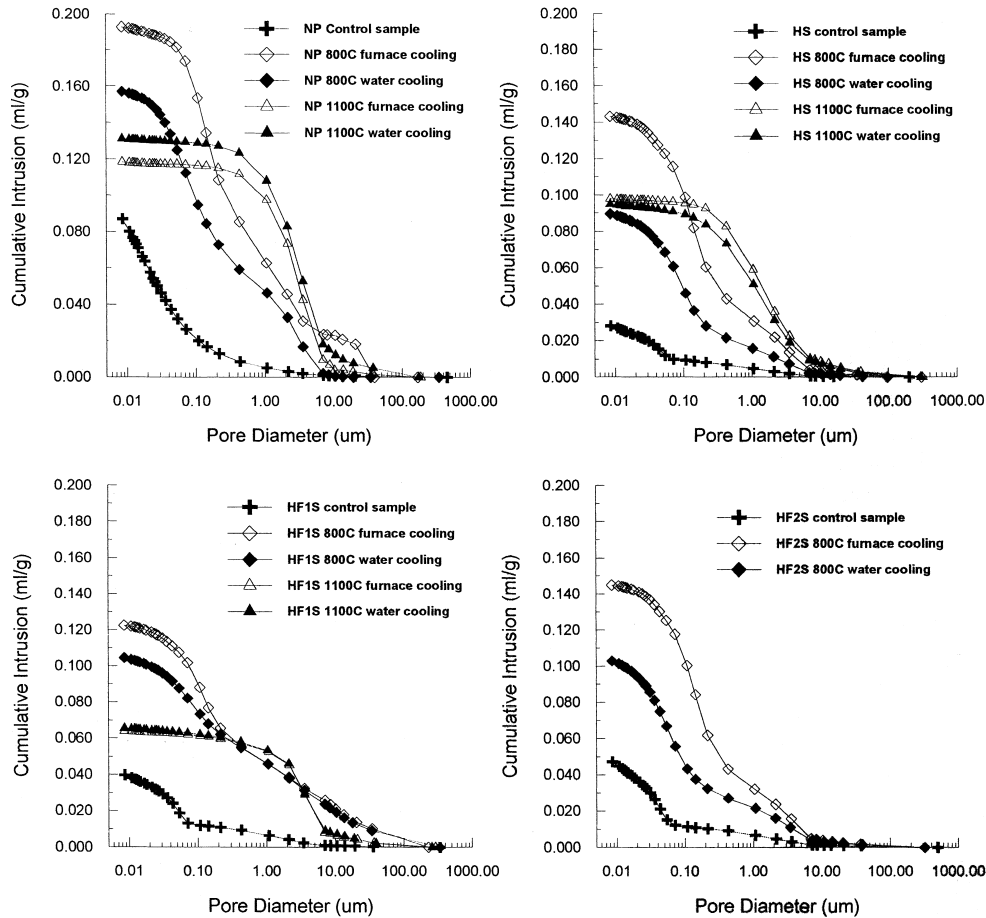 Cumulative Intrusion (ml/g)
0.200
0.160
0.120
0.080
0.040
0.000
NP Control sample
NP 800C furnace cooling
NP 800C water cooling
NP 1100C furnace cooling
NP 1100C water cooling
0.01 0.10 1.00 10.00 100.00 1000.00
Pore Diameter (um)
Cumulative Intrusion (ml/g)
0.200
0.180
0.160
0.140
0.120
0.100
0.080
0.060
0.040
0.020
0.000
HS control sample
HS 800C furnace cooling
HS 800C water cooling
HS 1100C furnace cooling
HS 1100C water cooling
0.01 0.10 1.00 10.00 100.00 1000.00
Pore Diameter (um)
Cumulative Intrusion (ml/g)
0.200
0.180
0.160
0.140
0.120
0.100
0.080
0.060
0.040
0.020
0.000
HF1S control sample
HF1S 800C furnace cooling
HF1S 800C water cooling
HF1S 1100C furnace cooling
HF1S 1100C water cooling
0.01 0.10 1.00 10.00 100.00 1000.00
Pore Diameter (um)
Cumulative Intrusion (ml/g)
0.200
0.180
0.160
0.140
0.120
0.100
0.080
0.060
0.040
0.020
0.000
HF2S control sample
HF2S 800C furnace cooling
HF2S 800C water cooling
0.01 0.10 1.00 10.00 100.00 1000.00
Pore Diameter (um)